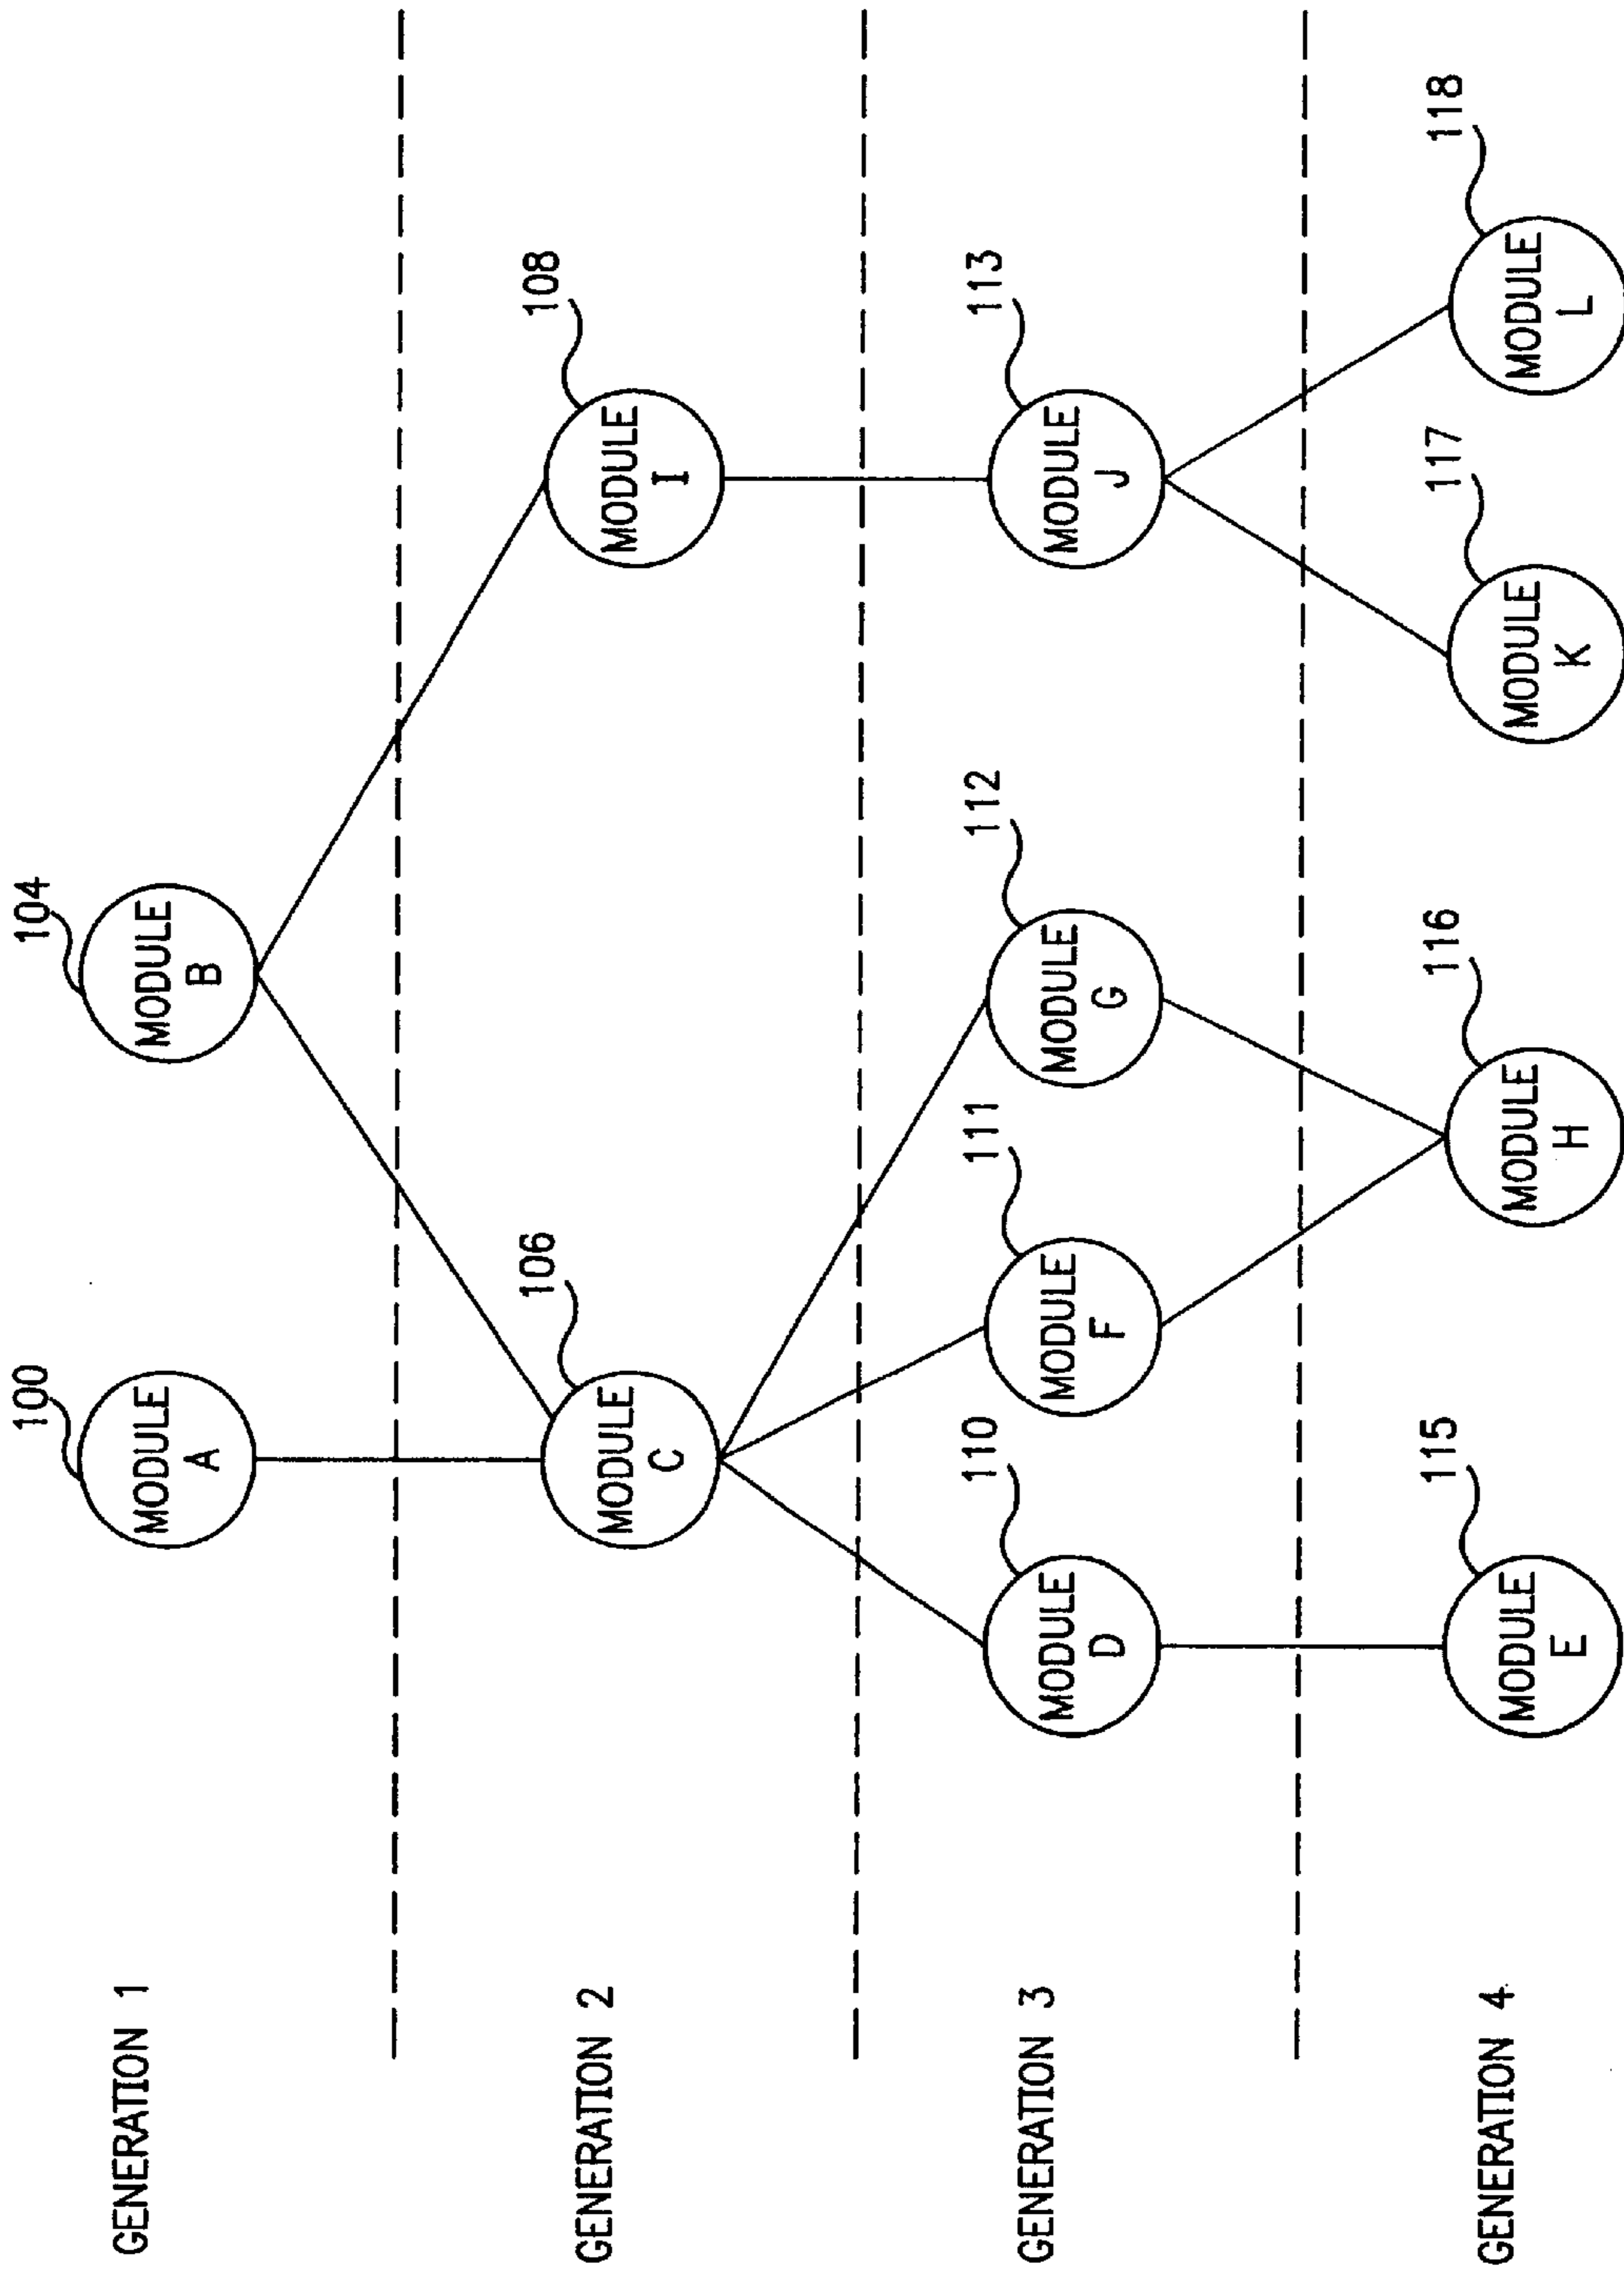 GENERATION 1
100
MODULE
A
104
MODULE
B
GENERATION 2
106
MODULE
C
108
MODULE
I
GENERATION 3
110
MODULE
D
111
MODULE
F
112
MODULE
G
113
MODULE
J
GENERATION 4
115
MODULE
E
116
MODULE
H
117
MODULE
K
118
MODULE
L